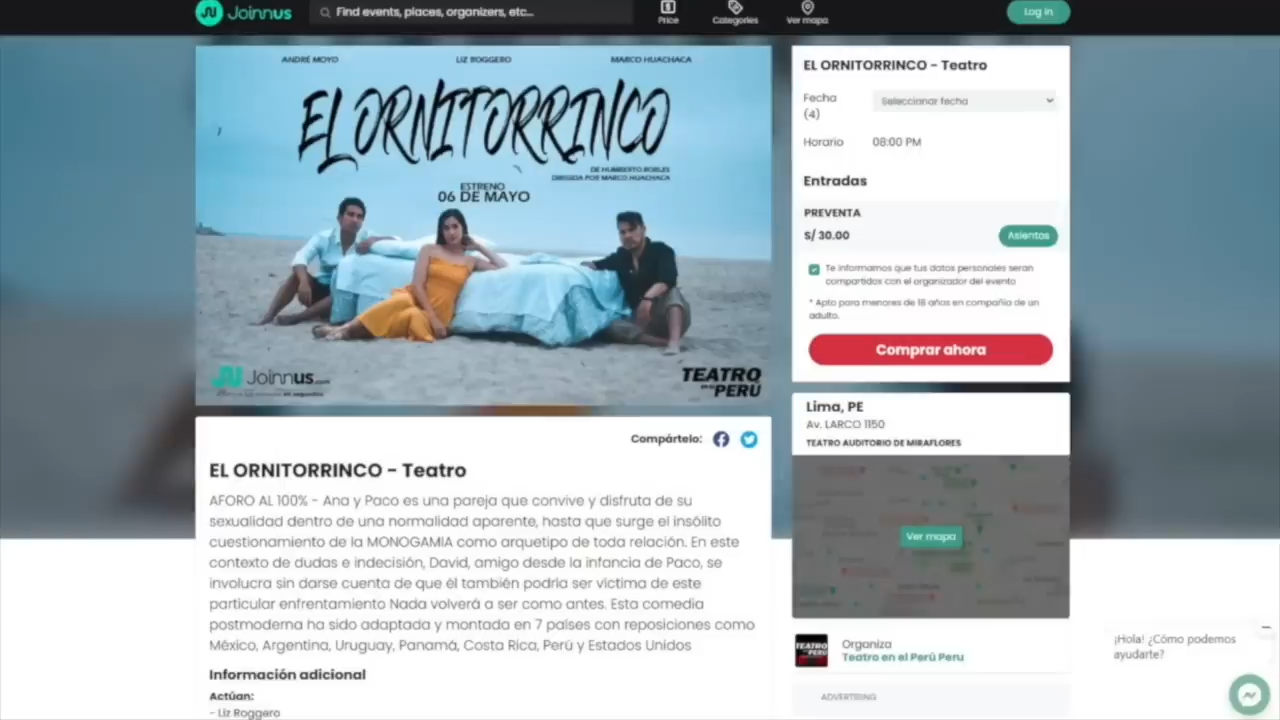 Joinnus
Find events, places, organizers, etc...
Price
Categories
Ver mapa
Log in
ANDRÉ MOYO
LIZ ROGGERO
MARCO HUACHACA
EL ORNITORRINCO
DE HUMBERTO ROBLES
DIRIGIDA POR MARCO HUACHACA
ESTRENO
06 DE MAYO
Joinnus.com
TEATRO
PERÚ
EL ORNITORRINCO - Teatro
Fecha
(4)
Seleccionar fecha
Horario
08:00 PM
Entradas
PREVENTA
S/ 30.00
Asientos
Te informamos que tus datos personales seran
compartidos con el organizador del evento
* Apto para menores de 18 años en compañía de un
adulto.
Comprar ahora
Lima, PE
Av. LARCO 1150
TEATRO AUDITORIO DE MIRAFLORES
Ver mapa
Organiza
Teatro en el Perú Peru
ADVERTISING
Compártelo:
EL ORNITORRINCO - Teatro
AFORO AL 100% - Ana y Paco es una pareja que convive y disfruta de su
sexualidad dentro de una normalidad aparente, hasta que surge el insólito
cuestionamiento de la MONOGAMIA como arquetipo de toda relación. En este
contexto de dudas e indecisión, David, amigo desde la infancia de Paco, se
involucra sin darse cuenta de que él también podría ser víctima de este
particular enfrentamiento Nada volverá a ser como antes. Esta comedia
postmoderna ha sido adaptada y montada en 7 países con reposiciones como
México, Argentina, Uruguay, Panamá, Costa Rica, Perú y Estados Unidos
Información adicional
Actúan:
- Liz Roggero
¡Hola! ¿Cómo podemos
ayudarte?